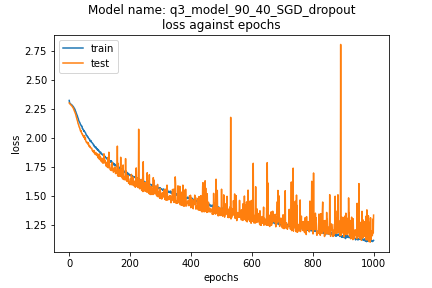 Model name: q3_model_90_40_SGD_dropout
loss against epochs
train
test
2.75
2.50
2.25
2.00
1.75
1.50
1.25
loss
0 200 400 600 800 1000
epochs